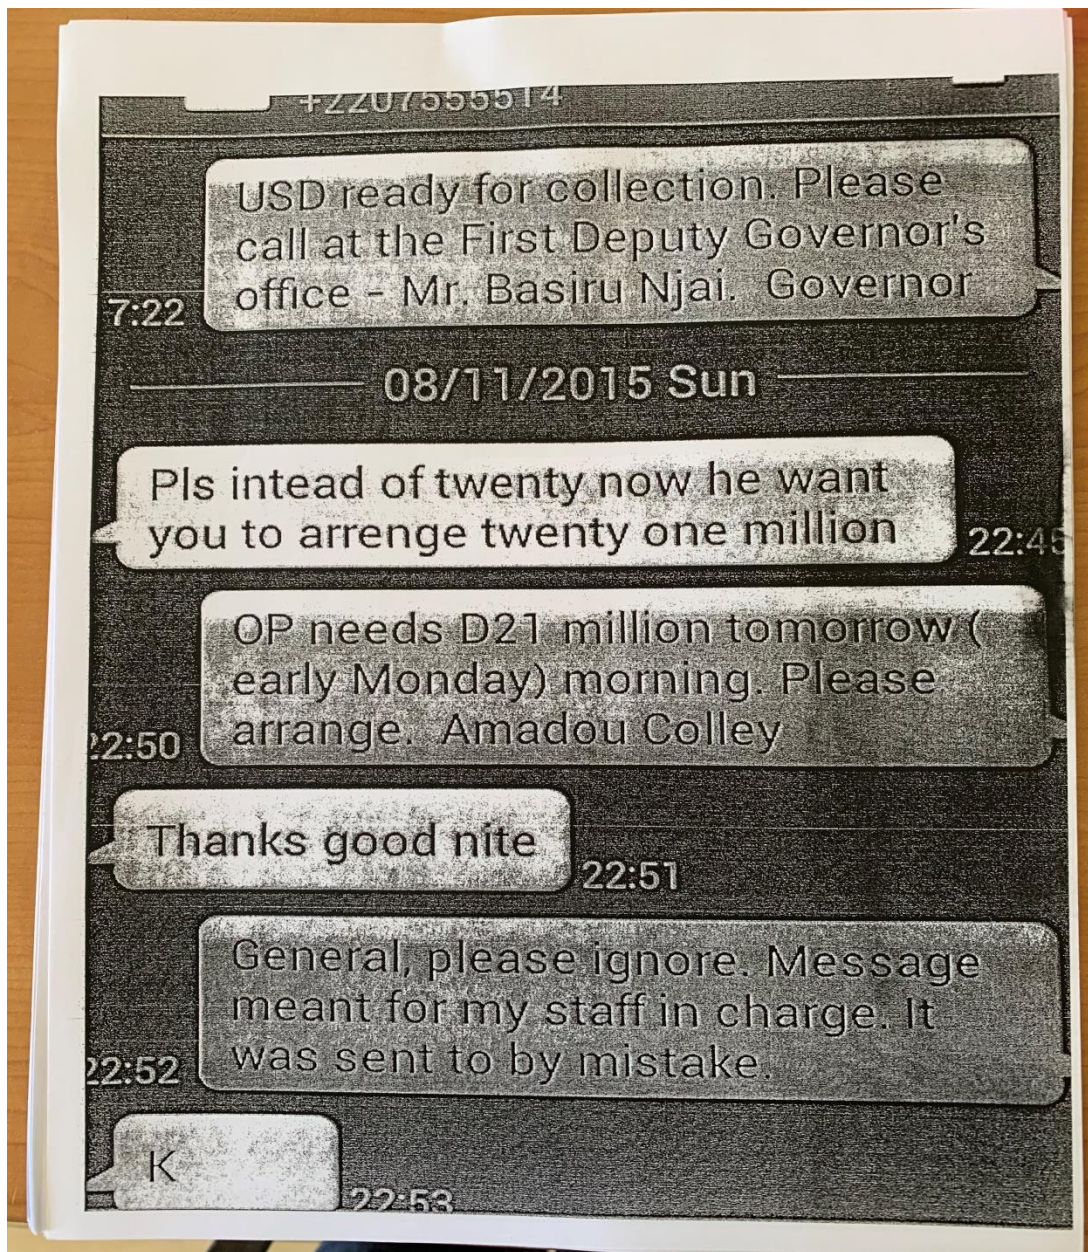 +2207555514
USD ready for collection. Please
call at the First Deputy Governor's
office - Mr. Basiru Njai.  Governor
7:22
08/11/2015 Sun
Pls intead of twenty now he want
you to arrenge twenty one million
22:45
OP needs D21 million tomorrow (
early Monday) morning. Please
arrange.  Amadou Colley
22:50
Thanks good nite
22:51
General, please ignore. Message
meant for my staff in charge. It
was sent to by mistake.
22:52
K
22:53